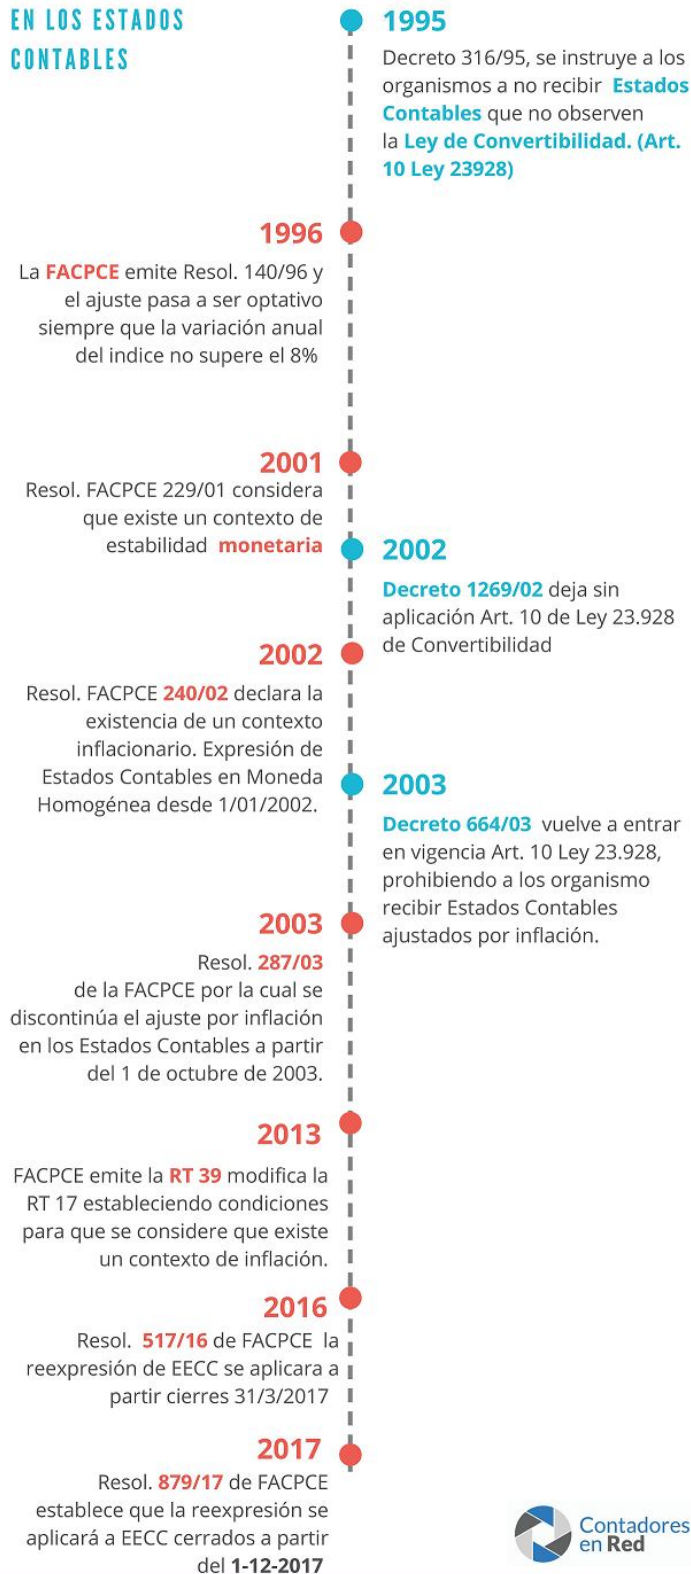 EN LOS ESTADOS
CONTABLES
1995
Decreto 316/95, se instruye a los
organismos a no recibir Estados
Contables que no observen
la Ley de Convertibilidad. (Art.
10 Ley 23928)
1996
La FACPCE emite Resol. 140/96 y
el ajuste pasa a ser optativo
siempre que la variación anual
del indice no supere el 8%
2001
Resol. FACPCE 229/01 considera
que existe un contexto de
estabilidad monetaria
2002
Decreto 1269/02 deja sin
aplicación Art. 10 de Ley 23.928
de Convertibilidad
2002
Resol. FACPCE 240/02 declara la
existencia de un contexto
inflacionario. Expresión de
Estados Contables en Moneda
Homogénea desde 1/01/2002.
2003
Decreto 664/03 vuelve a entrar
en vigencia Art. 10 Ley 23.928,
prohibiendo a los organismo
recibir Estados Contables
ajustados por inflación.
2003
Resol. 287/03
de la FACPCE por la cual se
discontinúa el ajuste por inflación
en los Estados Contables a partir
del 1 de octubre de 2003.
2013
FACPCE emite la RT 39 modifica la
RT 17 estableciendo condiciones
para que se considere que existe
un contexto de inflación.
2016
Resol. 517/16 de FACPCE la
reexpresión de EECC se aplicara a
partir cierres 31/3/2017
2017
Resol. 879/17 de FACPCE
establece que la reexpresión se
aplicará a EECC cerrados a partir
del 1-12-2017
Contadores
en Red